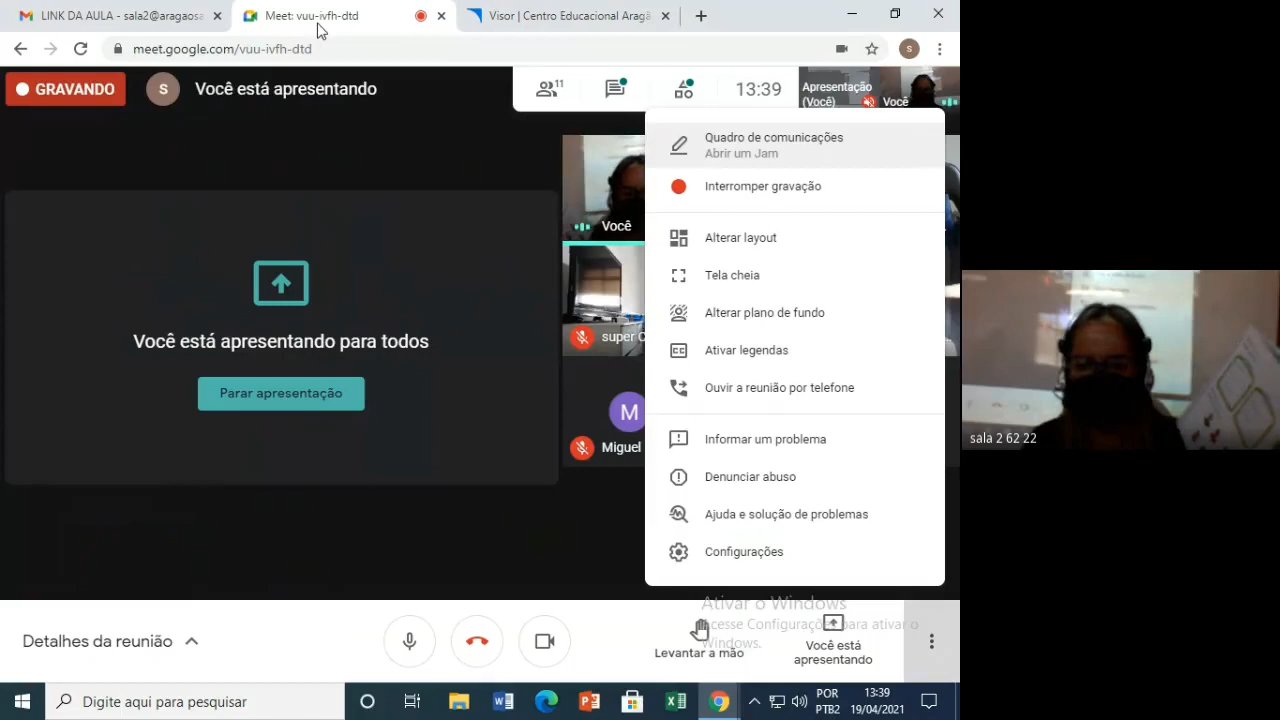 LINK DA AULA - sala2@aragaosa
Meet: vuu-ivfh-dtd
Visor | Centro Educacional Aragã
meet.google.com/vuu-ivfh-dtd
S
GRAVANDO
S
Você está apresentando
11
13:39
Apresentação
(Você)
Você
Quadro de comunicações
Abrir um Jam
Interromper gravação
Alterar layout
Tela cheia
Alterar plano de fundo
Ativar legendas
Ouvir a reunião por telefone
Informar um problema
Denunciar abuso
Ajuda e solução de problemas
Configurações
Você
super C
M
Miguel
Você está apresentando para todos
Parar apresentação
sala 2 62 22
Ativar o Windows
Acesse Configurações para ativar o
Windows.
Detalhes da reunião
Levantar a mão
Você está
apresentando
Digite aqui para pesquisar
POR
PTB2
13:39
19/04/2021